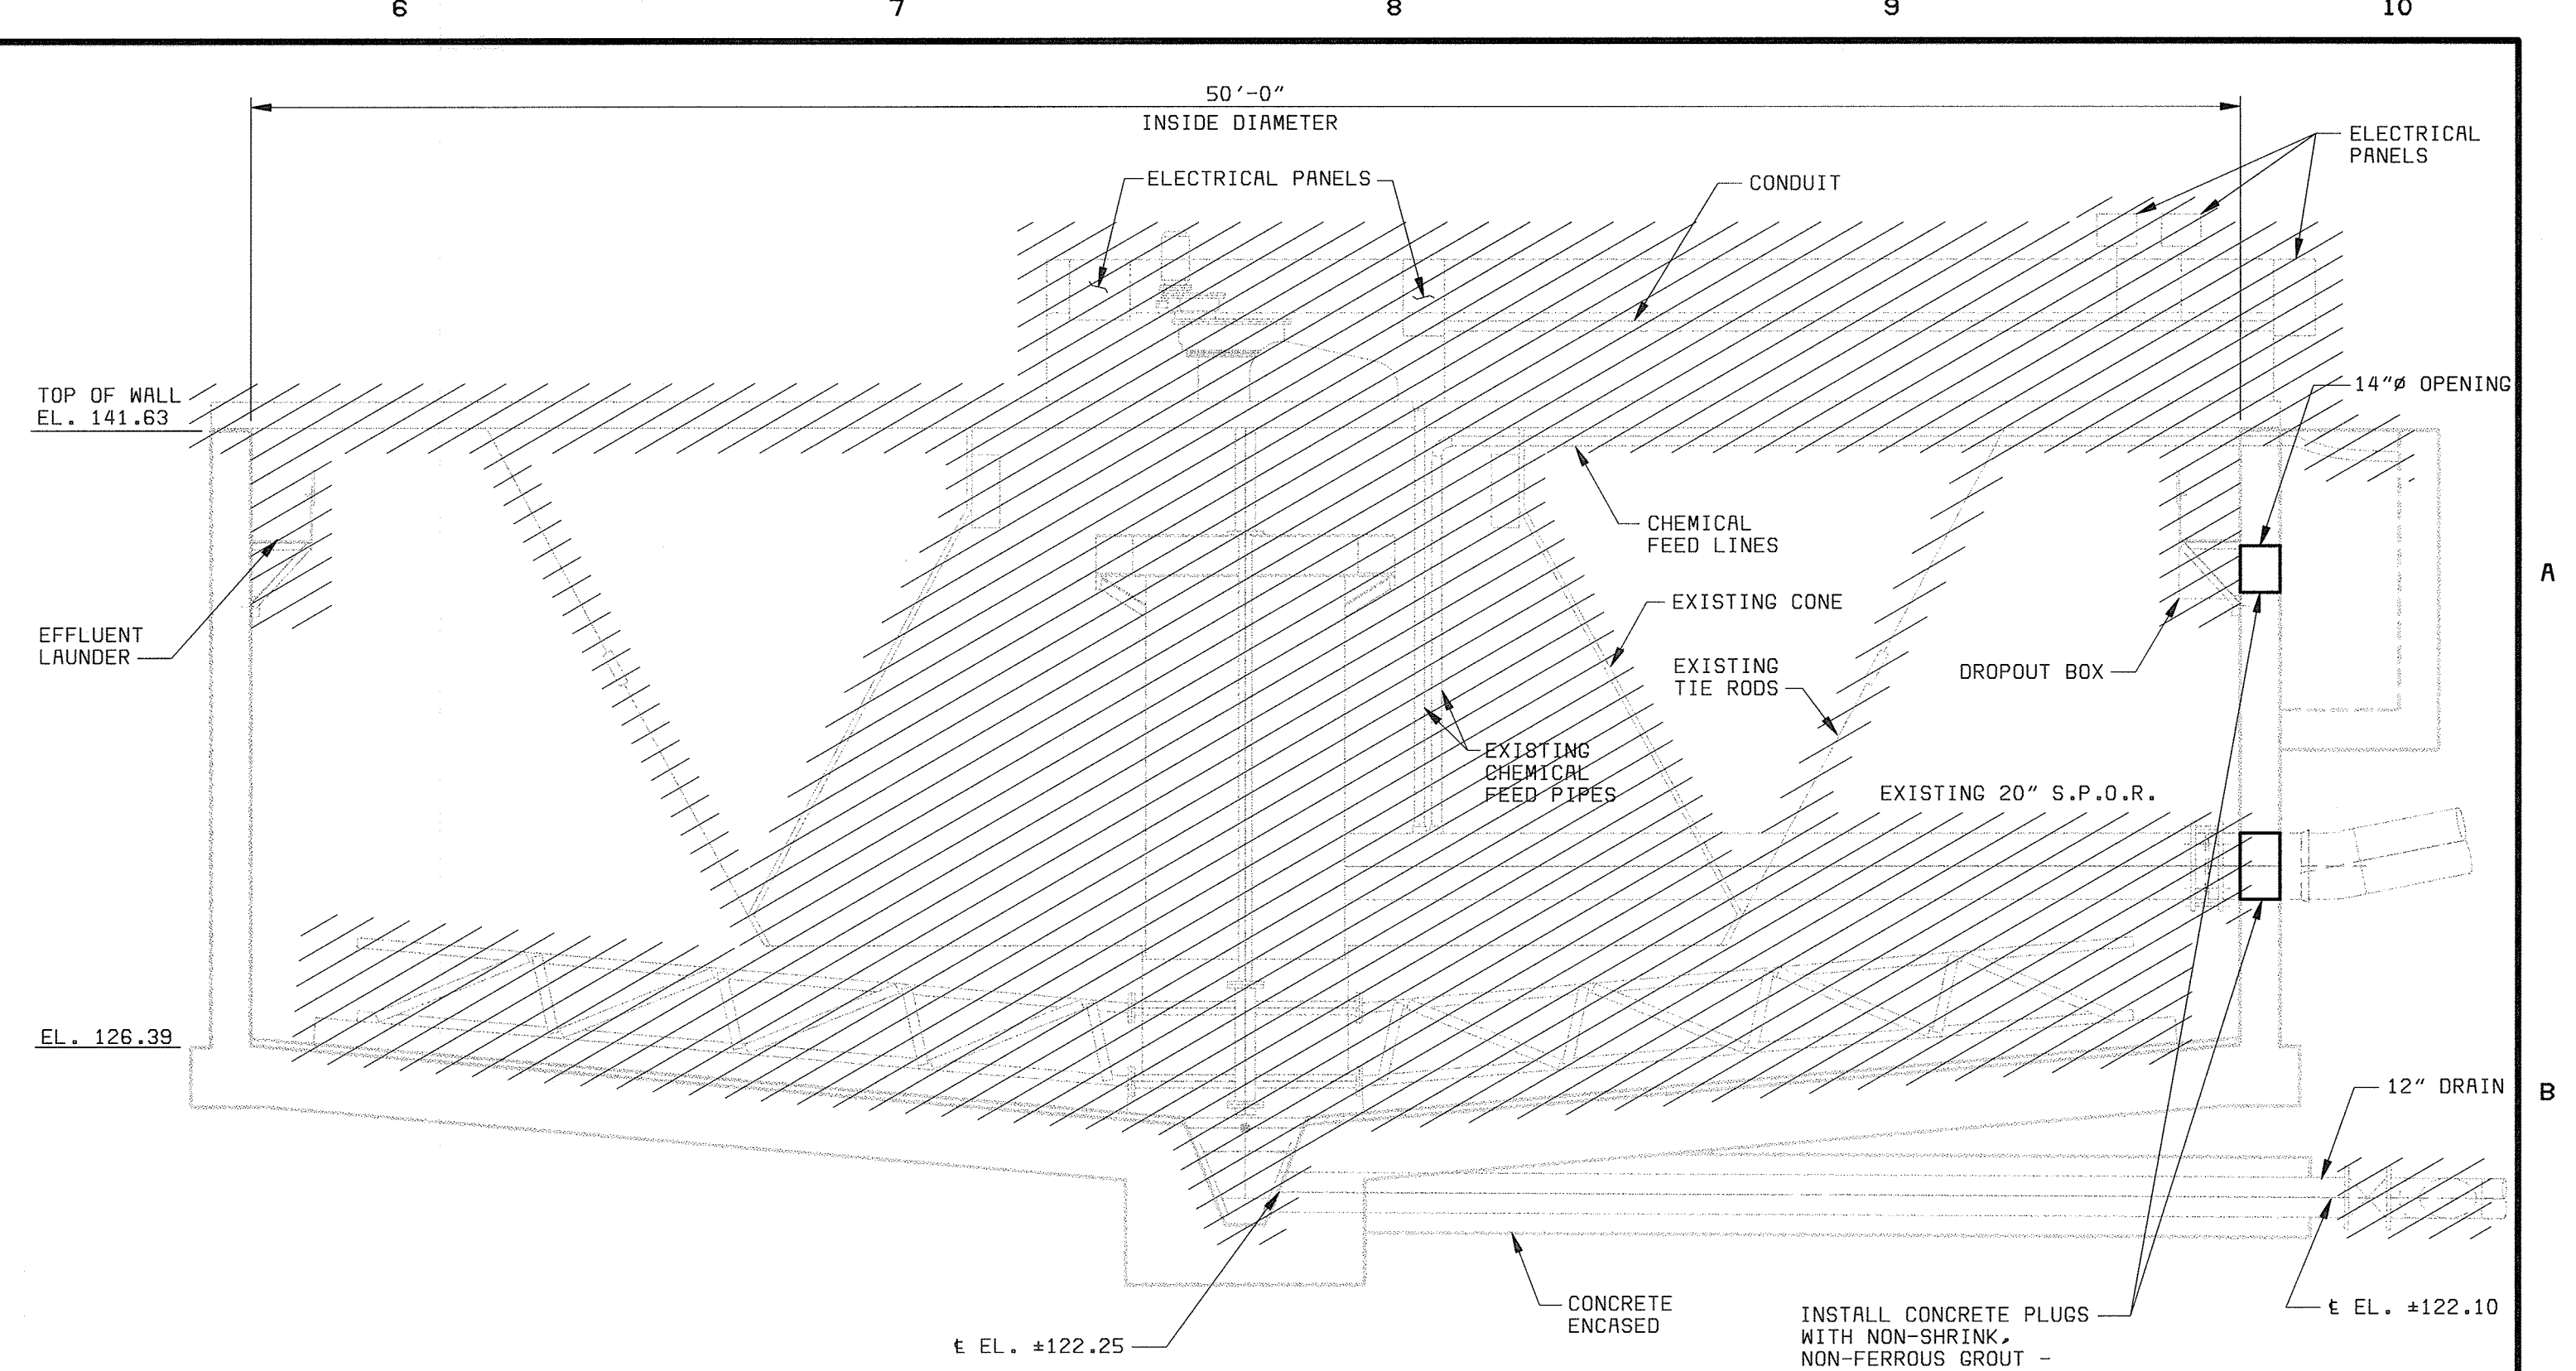 6 7 8 9 10
50'-0"
INSIDE DIAMETER
ELECTRICAL
PANELS
ELECTRICAL PANELS
CONDUIT
TOP OF WALL
EL. 141.63
14"Ø OPENING
CHEMICAL
FEED LINES
A
EXISTING CONE
EFFLUENT
LAUNDER
EXISTING
TIE RODS
DROPOUT BOX
EXISTING
CHEMICAL
FEED PIPES
EXISTING 20" S.P.O.R.
EL. 126.39
12" DRAIN
B
CONCRETE
ENCASED
℄ EL. ±122.10
INSTALL CONCRETE PLUGS
WITH NON-SHRINK,
NON-FERROUS GROUT -
℄ EL. ±122.25